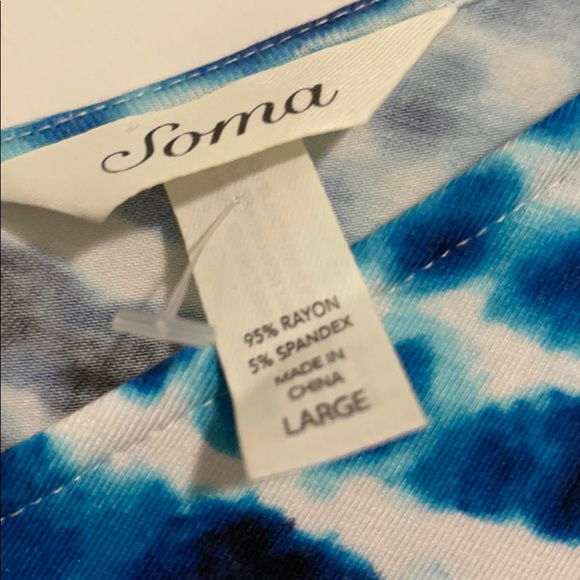 Soma
95% RAYON
5% SPANDEX
MADE IN
CHINA
LARGE